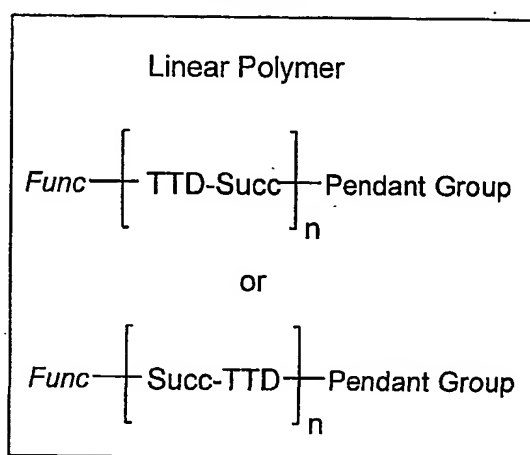 Linear Polymer
Func—[TTD-Succ]—Pendant Group
n
or
Func—[Succ-TTD]—Pendant Group
n